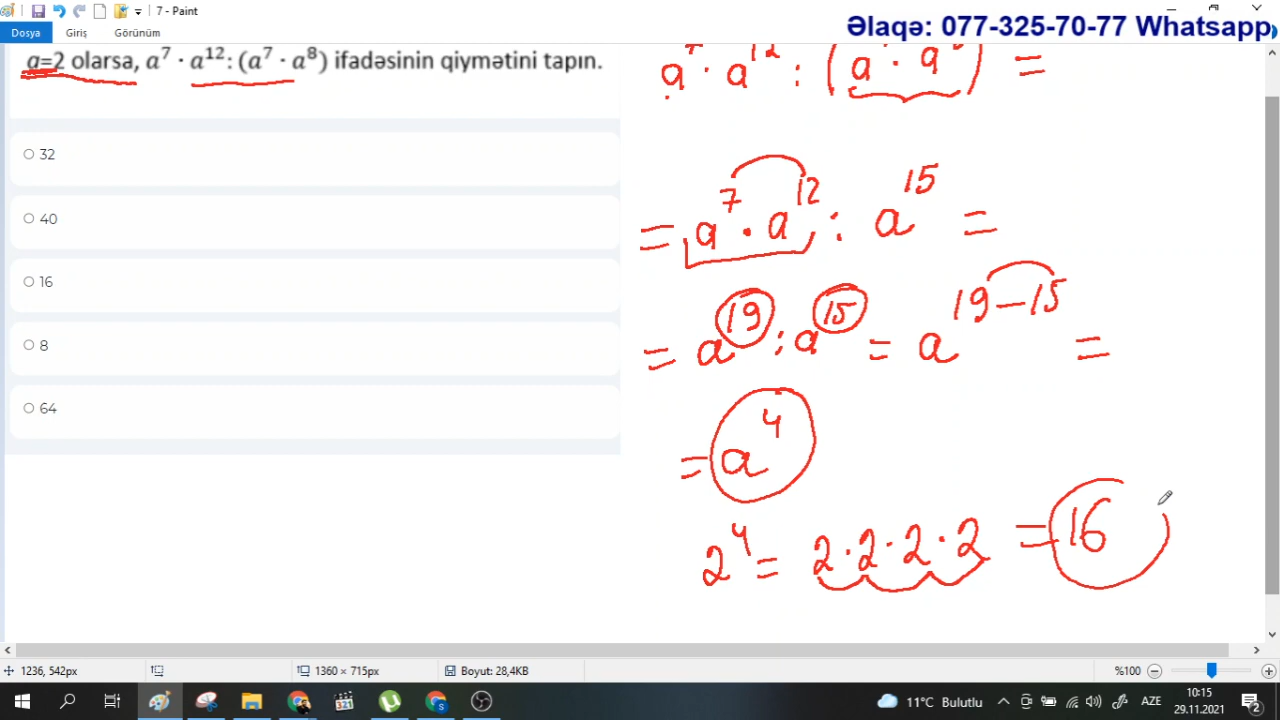 7 - Paint
Əlaqə: 077-325-70-77 Whatsapp
Dosya Giriş Görünüm
a=2 olarsa, a⁷ · a¹²: (a⁷ · a⁸) ifadəsinin qiymətini tapın.
32
40
16
8
64
a⁷ · a¹² : (a · a ) =
= a⁷ · a¹² : a¹⁵ =
= a¹⁹ : a¹⁵ = a¹⁹⁻¹⁵ =
= a⁴
2⁴ = 2 · 2 · 2 · 2 = 16
1236, 542px 1360 × 715px Boyut: 28,4KB %100
11°C Bulutlu AZE 10:15
29.11.2021 2